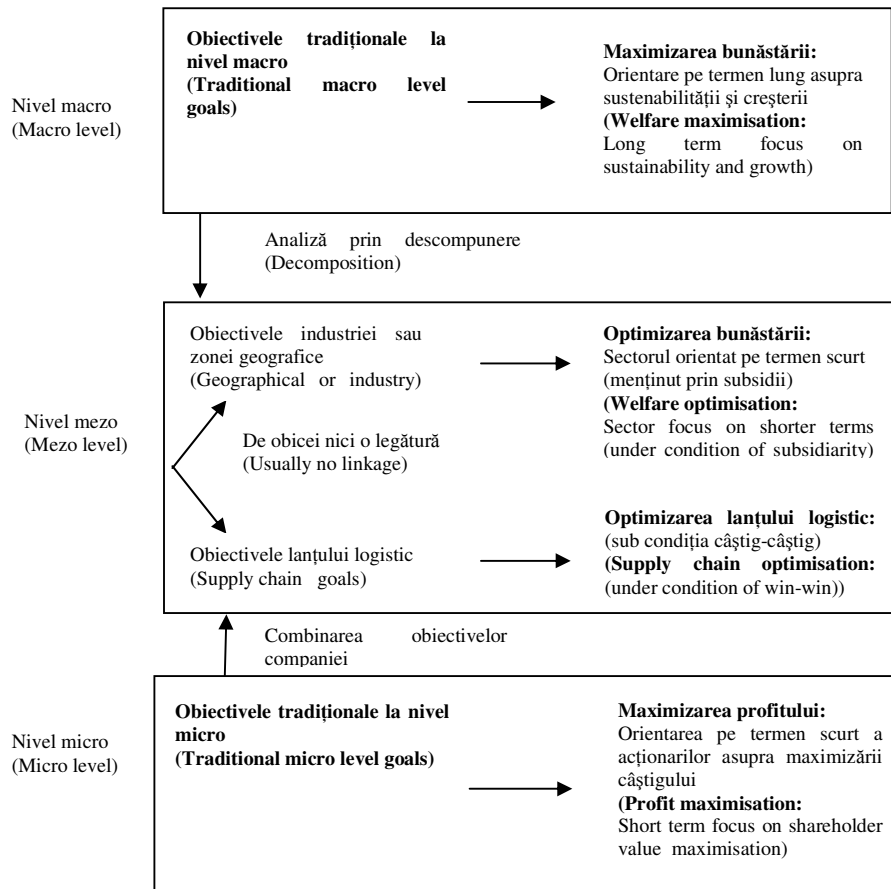 Nivel macro
(Macro level)
Obiectivele tradiționale la
nivel macro
(Traditional macro level
goals)
Maximizarea bunăstării:
Orientare pe termen lung asupra
sustenabilității și creșterii
(Welfare maximisation:
Long term focus on
sustainability and growth)
Analiză prin descompunere
(Decomposition)
Nivel mezo
(Mezo level)
Obiectivele industriei sau
zonei geografice
(Geographical or industry)
Optimizarea bunăstării:
Sectorul orientat pe termen scurt
(menținut prin subsidii)
(Welfare optimisation:
Sector focus on shorter terms
(under condition of subsidiarity)
De obicei nici o legătură
(Usually no linkage)
Obiectivele lanțului logistic
(Supply chain goals)
Optimizarea lanțului logistic:
(sub condiția câştig-câştig)
(Supply chain optimisation:
(under condition of win-win))
Combinarea obiectivelor
companiei
Nivel micro
(Micro level)
Obiectivele tradiționale la nivel
micro
(Traditional micro level goals)
Maximizarea profitului:
Orientarea pe termen scurt a
acționarilor asupra maximizării
câştigului
(Profit maximisation:
Short term focus on shareholder
value maximisation)